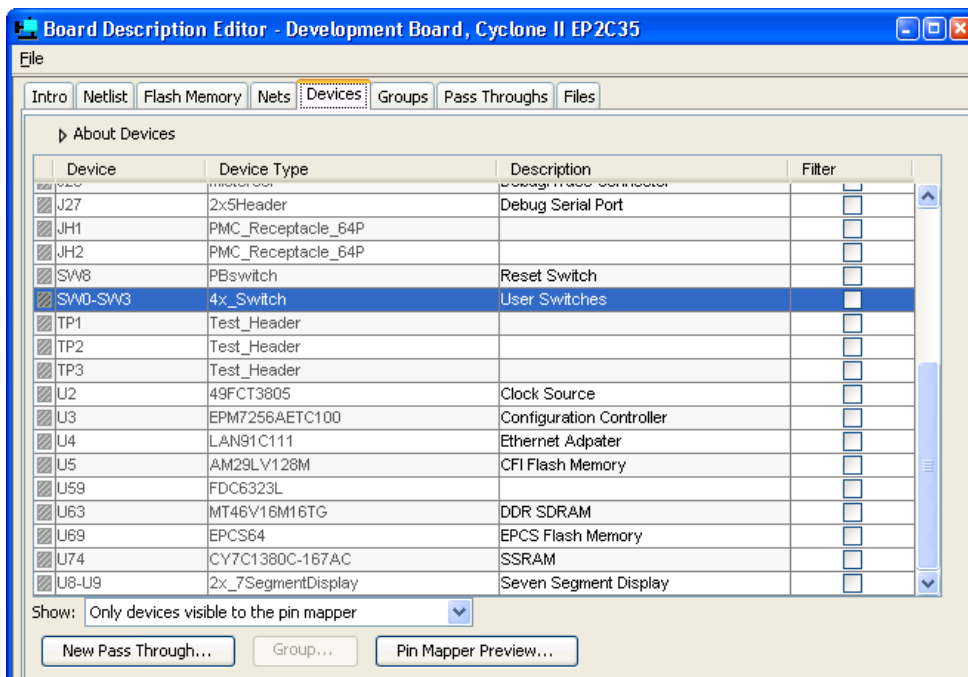 Board Description Editor - Development Board, Cyclone II EP2C35
File
Intro Netlist Flash Memory Nets Devices Groups Pass Throughs Files
About Devices
Device Device Type Description Filter
J27 2x5Header Debug Serial Port
JH1 PMC_Receptacle_64P
JH2 PMC_Receptacle_64P
SW8 PBswitch Reset Switch
SW0-SW3 4x_Switch User Switches
TP1 Test_Header
TP2 Test_Header
TP3 Test_Header
U2 49FCT3805 Clock Source
U3 EPM7256AETC100 Configuration Controller
U4 LAN91C111 Ethernet Adpater
U5 AM29LV128M CFI Flash Memory
U59 FDC6323L
U63 MT46V16M16TG DDR SDRAM
U69 EPCS64 EPCS Flash Memory
U74 CY7C1380C-167AC SSRAM
U8-U9 2x_7SegmentDisplay Seven Segment Display
Show: Only devices visible to the pin mapper
New Pass Through... Group... Pin Mapper Preview...